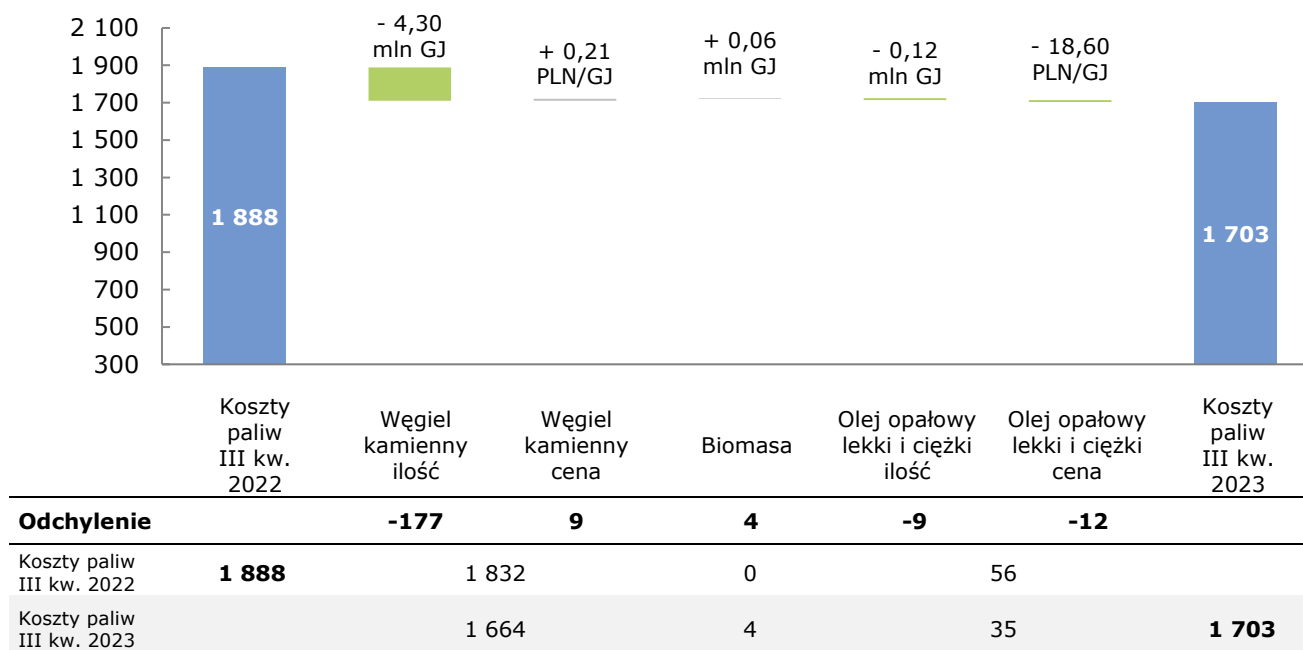 2 100
1 900
1 700
1 500
1 300
1 100
900
700
500
300
- 4,30
mln GJ
+ 0,21
PLN/GJ
+ 0,06
mln GJ
- 0,12
mln GJ
- 18,60
PLN/GJ
1 888
1 703
Koszty
paliw
III kw.
2022
Węgiel
kamienny
ilość
Węgiel
kamienny
cena
Biomasa
Olej opałowy
lekki i ciężki
ilość
Olej opałowy
lekki i ciężki
cena
Koszty
paliw
III kw.
2023
Odchylenie -177 9 4 -9 -12
Koszty paliw
III kw. 2022
1 888 1 832 0 56
Koszty paliw
III kw. 2023
1 664 4 35 1 703